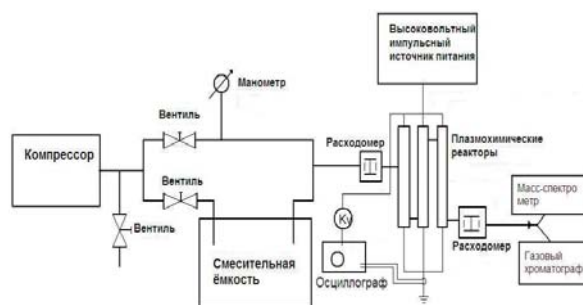 Высоковольтный
импульсный
источник питания
Манометр
Вентиль
Компрессор
Расходомер
Плазмохимические
реакторы
Вентиль
Масс-спектро
метр
Kv
Вентиль
Смесительная
ёмкость
Осциллограф
Расходомер
Газовый
хроматограф